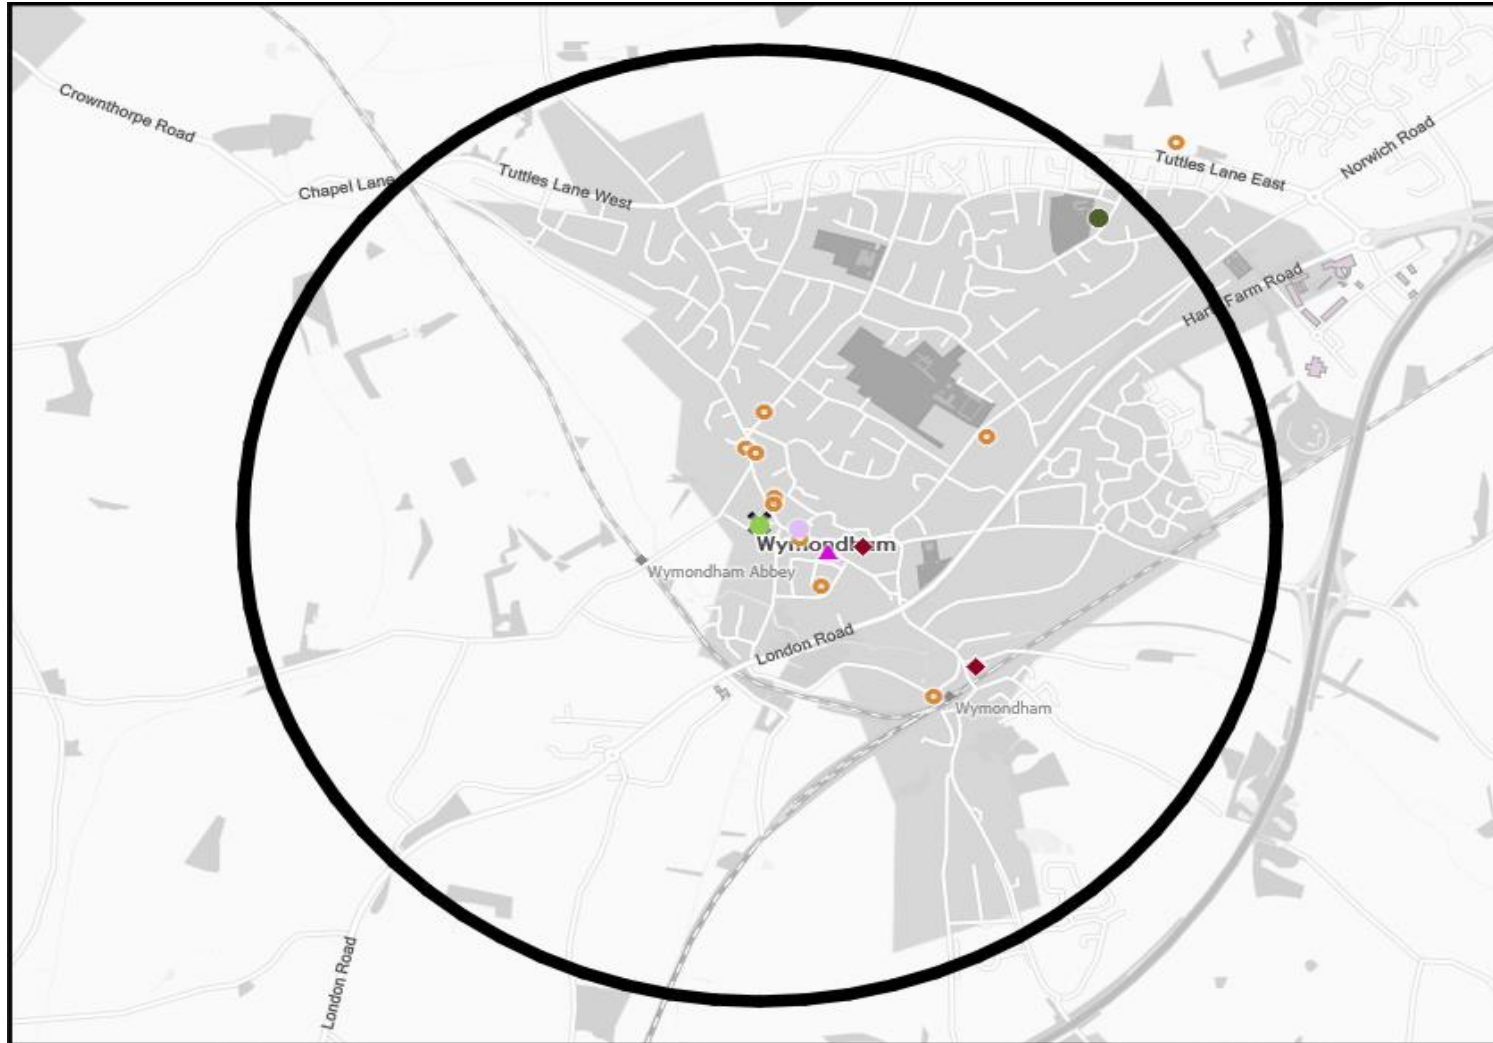 Crownthorpe Road
Chapel Lane
Tuttles Lane West
Tuttles Lane East
Norwich Road
Farm Road
Wymondham
Wymondham Abbey
London Road
Wymondham
London Road